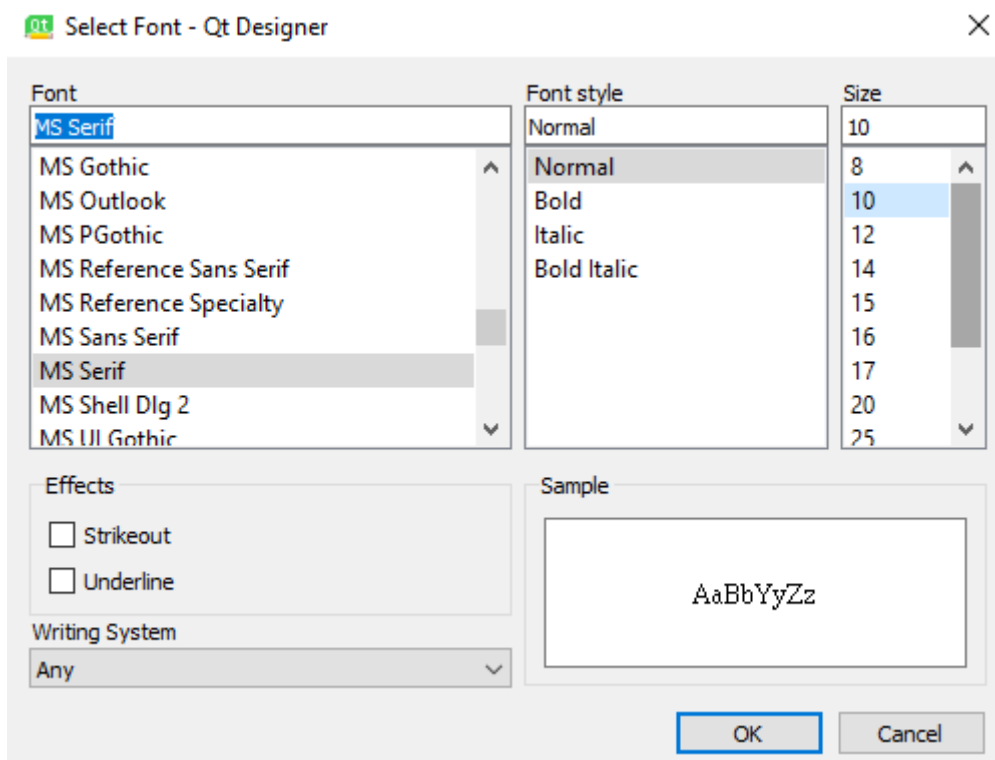 Select Font - Qt Designer
Font
MS Serif
MS Gothic
MS Outlook
MS PGothic
MS Reference Sans Serif
MS Reference Specialty
MS Sans Serif
MS Serif
MS Shell Dlg 2
MS UI Gothic
Font style
Normal
Normal
Bold
Italic
Bold Italic
Size
10
8
10
12
14
15
16
17
20
25
Effects
Strikeout
Underline
Writing System
Any
Sample
AaBbYyZz
OK
Cancel